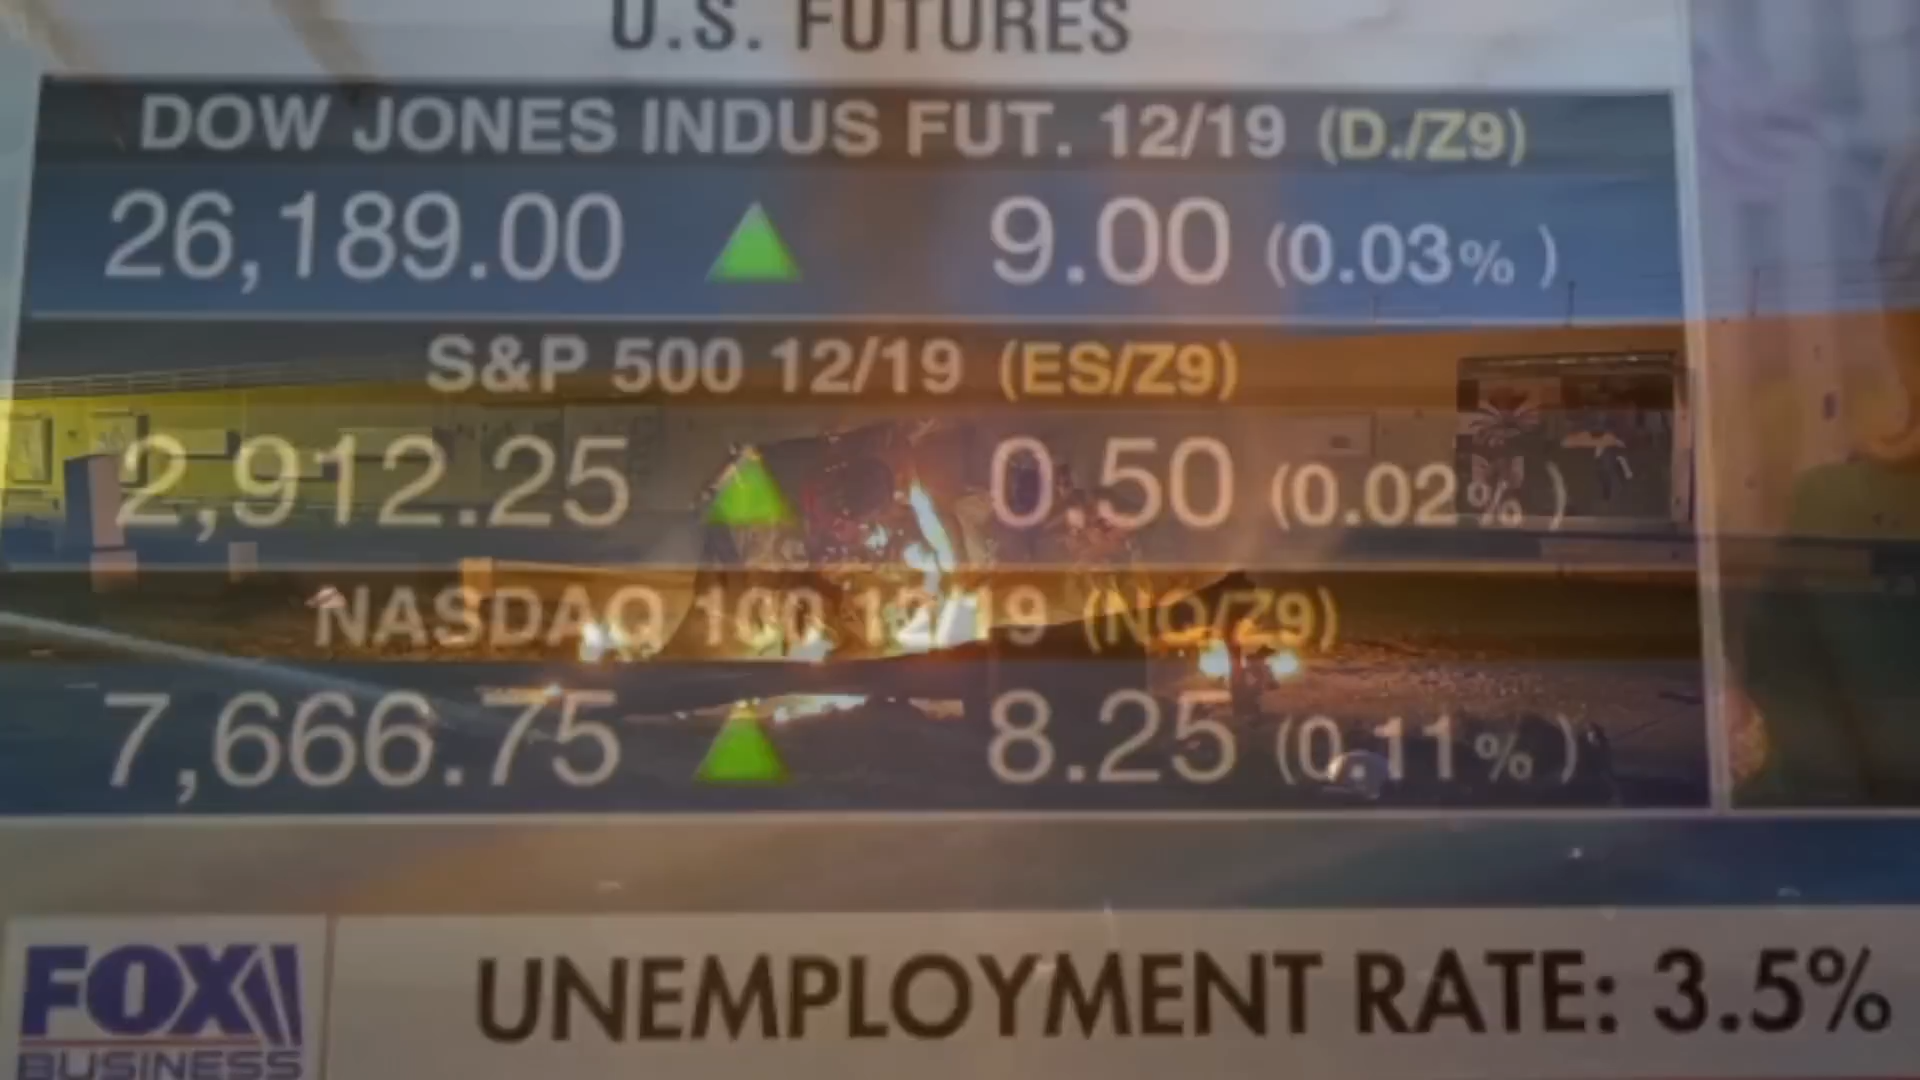 U.S. FUTURES
DOW JONES INDUS FUT. 12/19 (D./Z9)
26,189.00 9.00 (0.03%)
S&P 500 12/19 (ES/Z9)
2,912.25 0.50 (0.02%)
NASDAQ 100 12/19 (NQ/Z9)
7,666.75 8.25 (0.11%)
FOX BUSINESS
UNEMPLOYMENT RATE: 3.5%